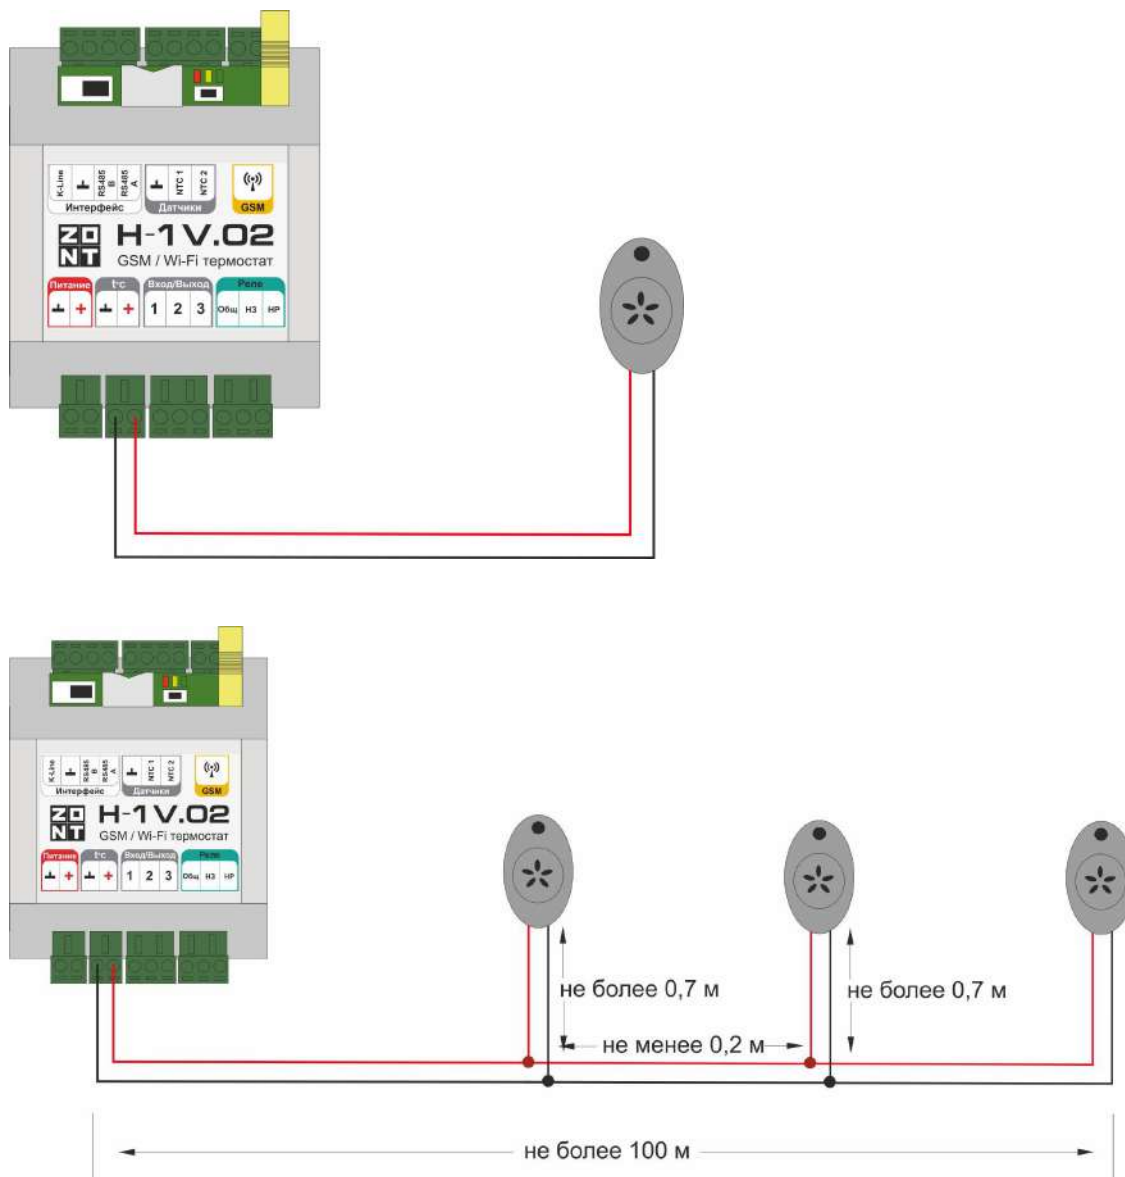 K-Line ⊥ RS485 B RS485 A ⊥ NTC 1 NTC 2
Интерфейс Датчики GSM
ZONT H-1V.02
GSM / Wi-Fi термостат
Питание t°C Вход/Выход Реле
⊥ + ⊥ + 1 2 3 Общ НЗ НР
K-Line ⊥ RS485 B RS485 A ⊥ NTC 1 NTC 2
Интерфейс Датчики GSM
ZONT H-1V.02
GSM / Wi-Fi термостат
Питание t°C Вход/Выход Реле
⊥ + ⊥ + 1 2 3 Общ НЗ НР
не более 0,7 м не более 0,7 м
не менее 0,2 м
не более 100 м